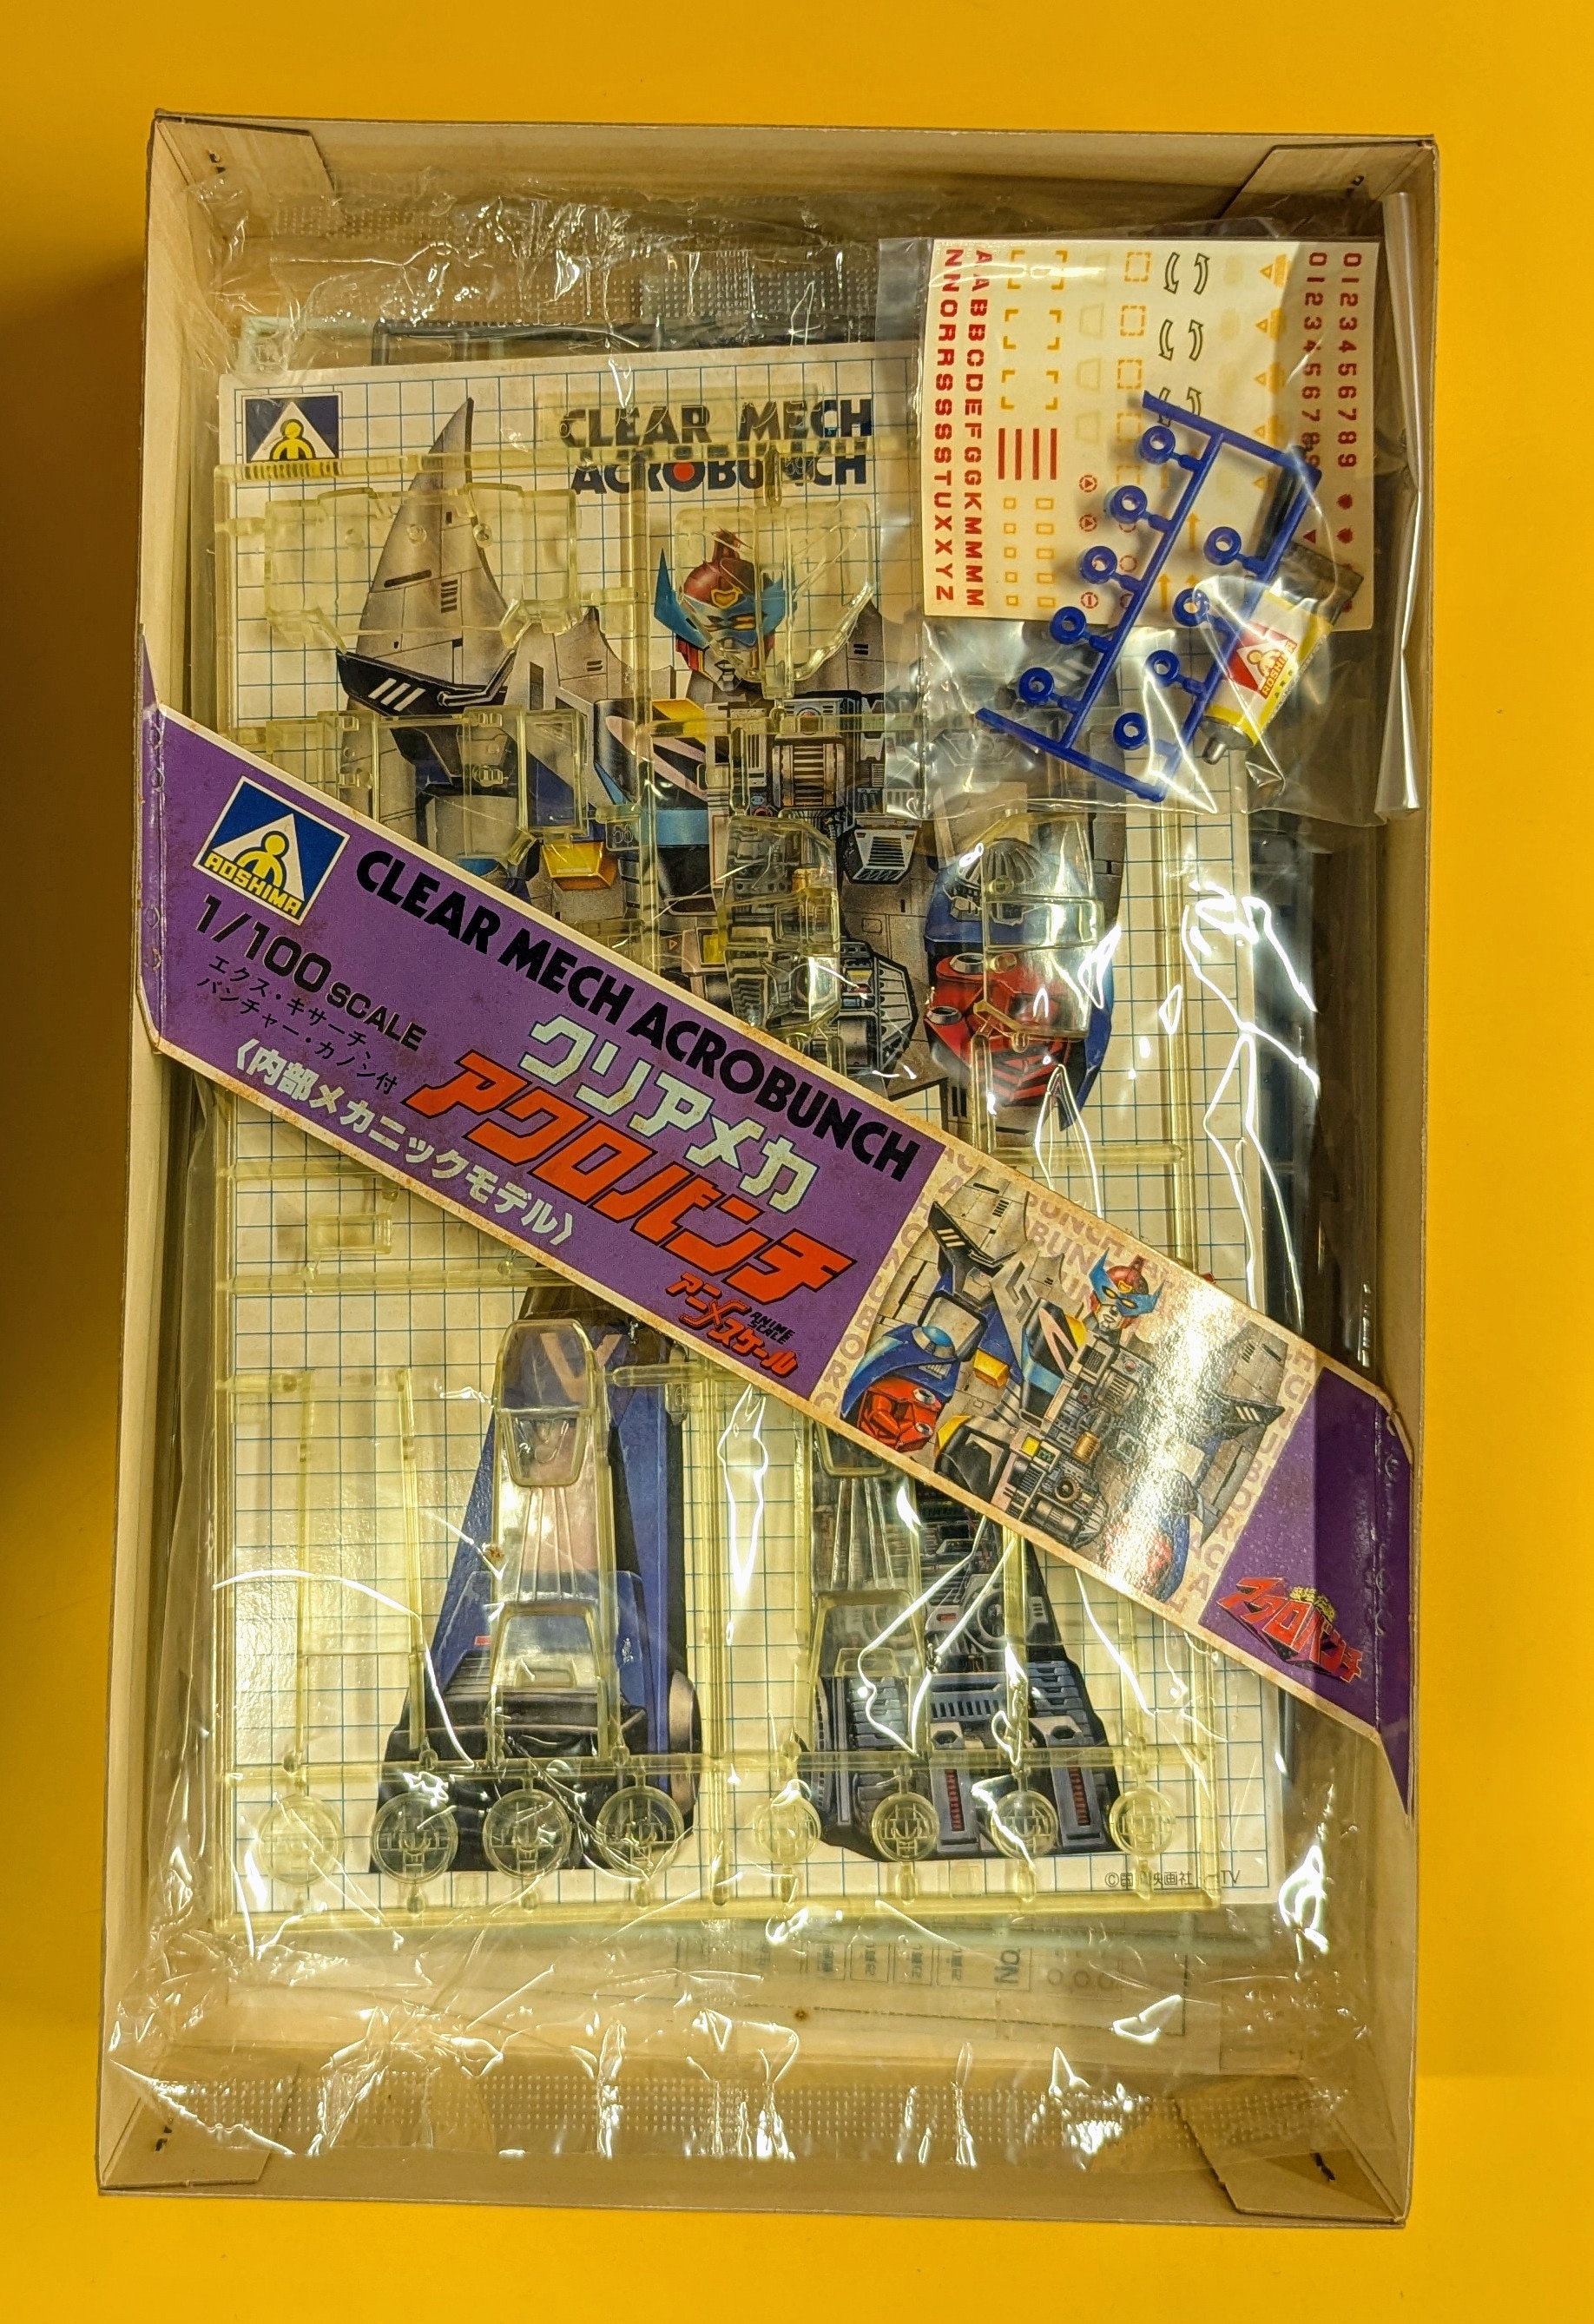 CLEAR MECH
ACROBUNCH
0123456789
0123456789
AABBCDEFGGKMMMM
NNORRSSSSTUXXYZ
AOSHIMA
AOSHIMA
CLEAR MECH ACROBUNCH
1/100 SCALE
エクス・キサーチ
パンチャー・カノン付
クリアメカ
アクロバンチ
〈内部メカニックモデル〉
アニメスケール
ANIME
SCALE
アクロバンチ
NO